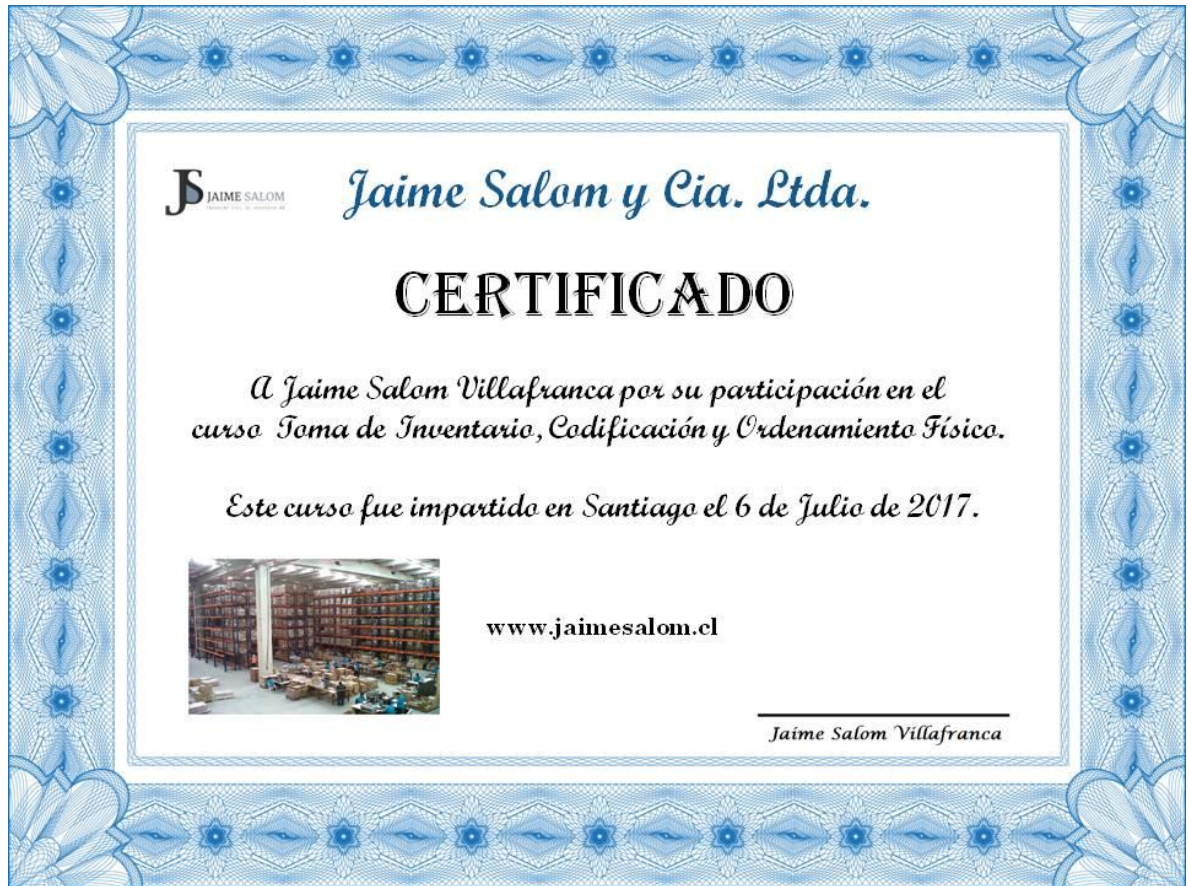 JS JAIME SALOM
Jaime Salom y Cia. Ltda.
CERTIFICADO
A Jaime Salom Villafranca por su participación en el
curso Toma de Inventario, Codificación y Ordenamiento Físico.
Este curso fue impartido en Santiago el 6 de Julio de 2017.
www.jaimesalom.cl
Jaime Salom Villafranca